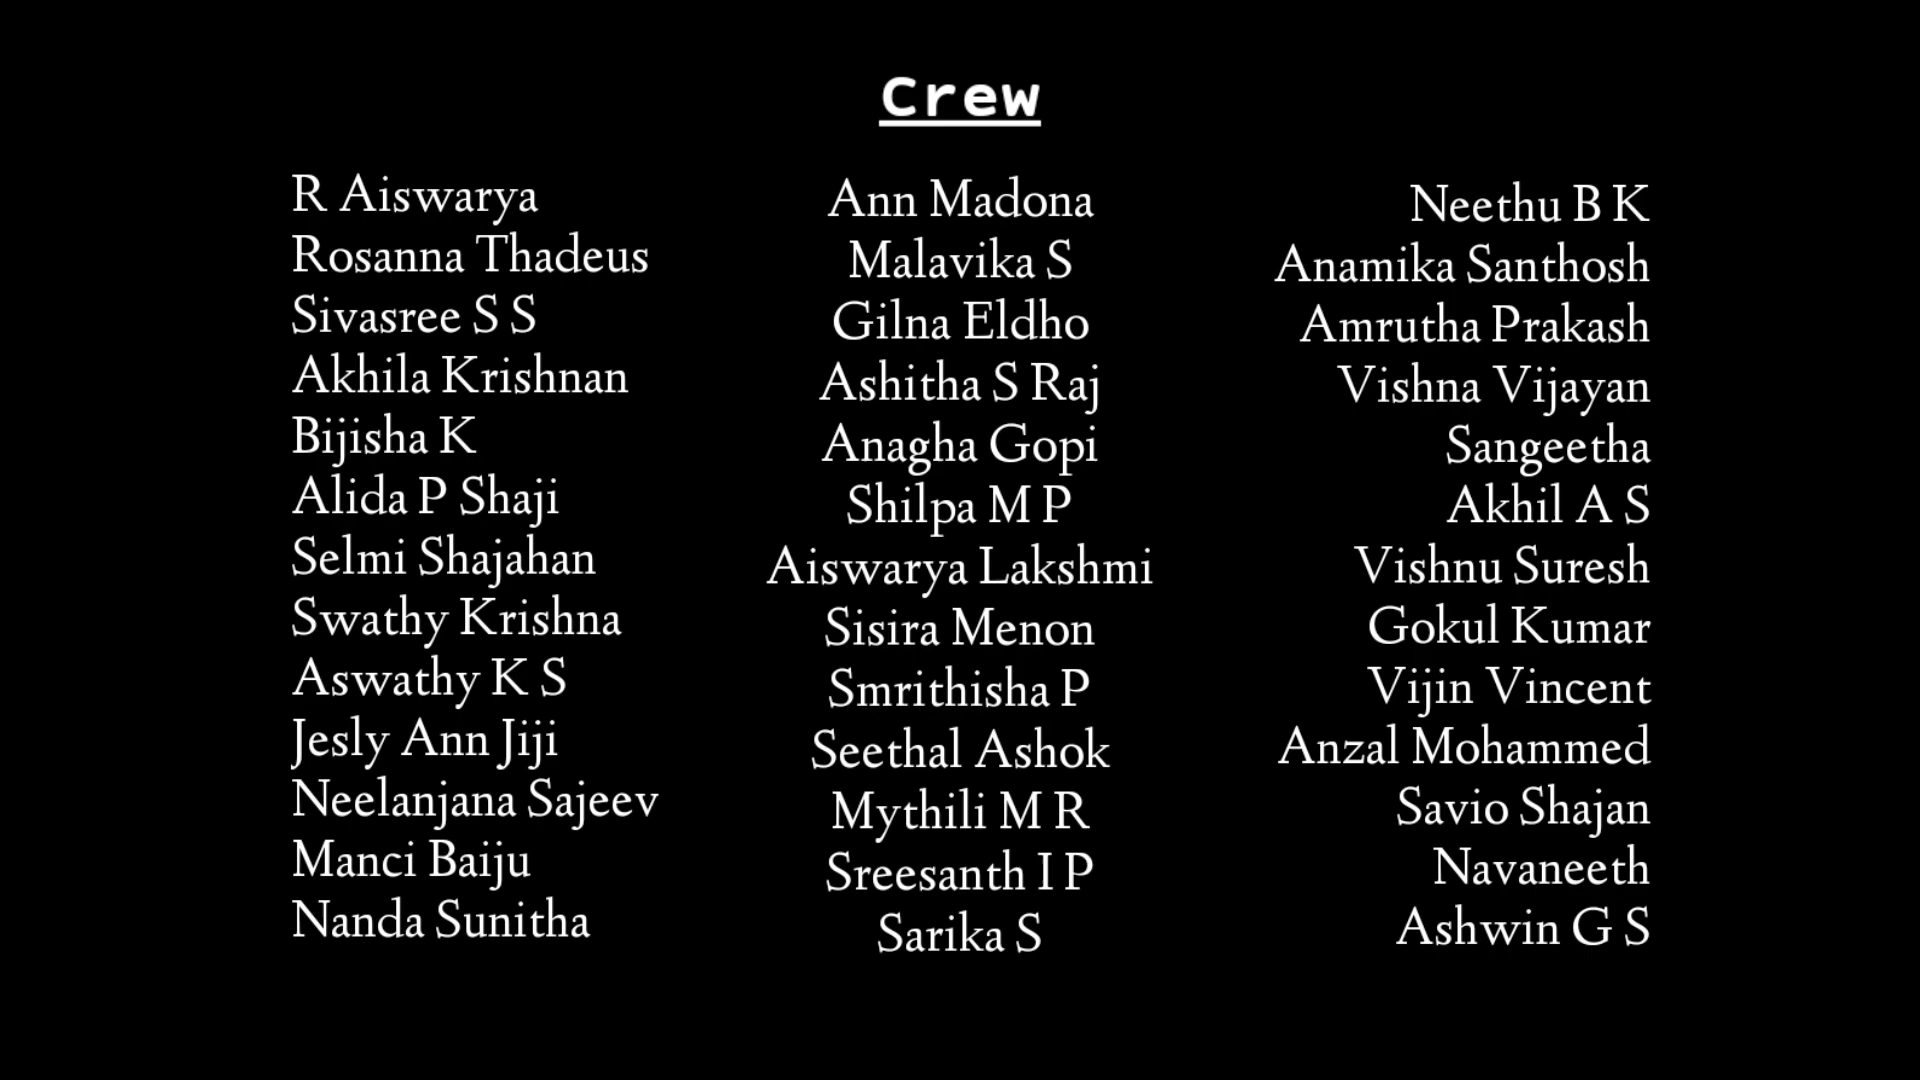 Crew
R Aiswarya
Rosanna Thadeus
Sivasree S S
Akhila Krishnan
Bijisha K
Alida P Shaji
Selmi Shajahan
Swathy Krishna
Aswathy K S
Jesly Ann Jiji
Neelanjana Sajeev
Manci Baiju
Nanda Sunitha
Ann Madona
Malavika S
Gilna Eldho
Ashitha S Raj
Anagha Gopi
Shilpa M P
Aiswarya Lakshmi
Sisira Menon
Smrithisha P
Seethal Ashok
Mythili M R
Sreesanth I P
Sarika S
Neethu B K
Anamika Santhosh
Amrutha Prakash
Vishna Vijayan
Sangeetha
Akhil A S
Vishnu Suresh
Gokul Kumar
Vijin Vincent
Anzal Mohammed
Savio Shajan
Navaneeth
Ashwin G S